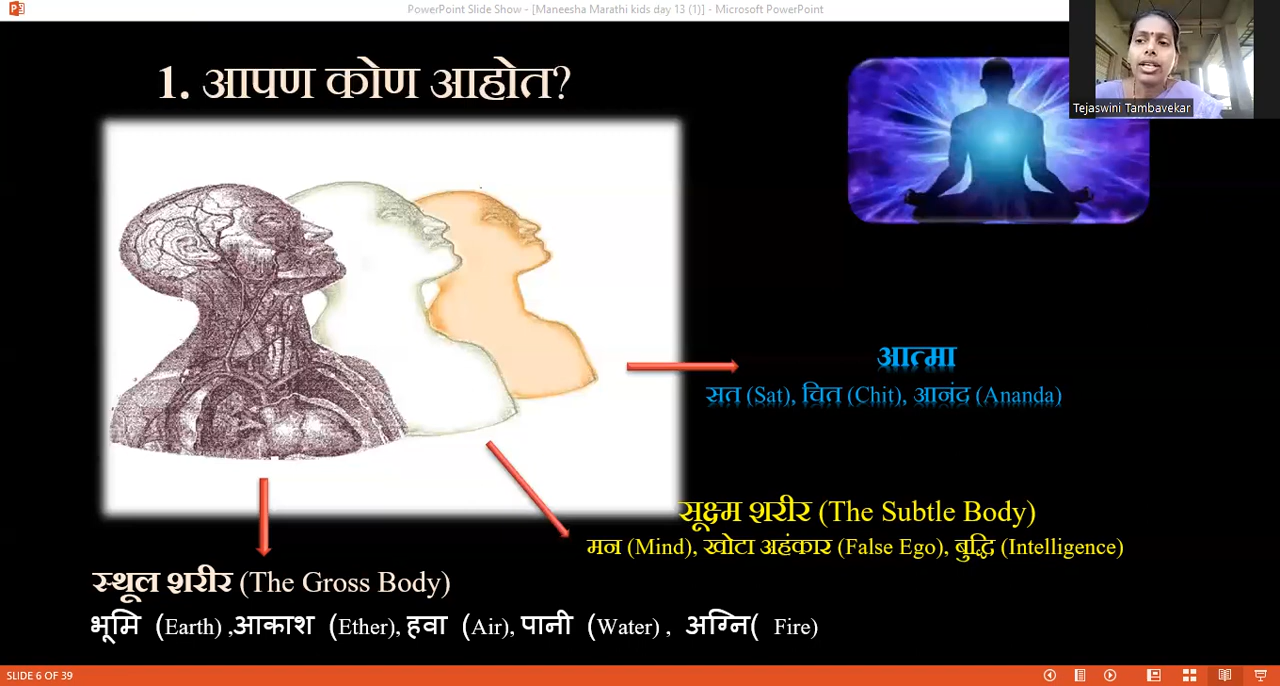 PowerPoint Slide Show - [Maneesha Marathi kids day 13 (1)] - Microsoft PowerPoint
1. आपण कोण आहोत?
Tejaswini Tambavekar
आत्मा
सत (Sat), चित (Chit), आनंद (Ananda)
सूक्ष्म शरीर (The Subtle Body)
मन (Mind), खोटा अहंकार (False Ego), बुद्धि (Intelligence)
स्थूल शरीर (The Gross Body)
भूमि (Earth) ,आकाश (Ether), हवा (Air), पानी (Water) , अग्नि( Fire)
SLIDE 6 OF 39